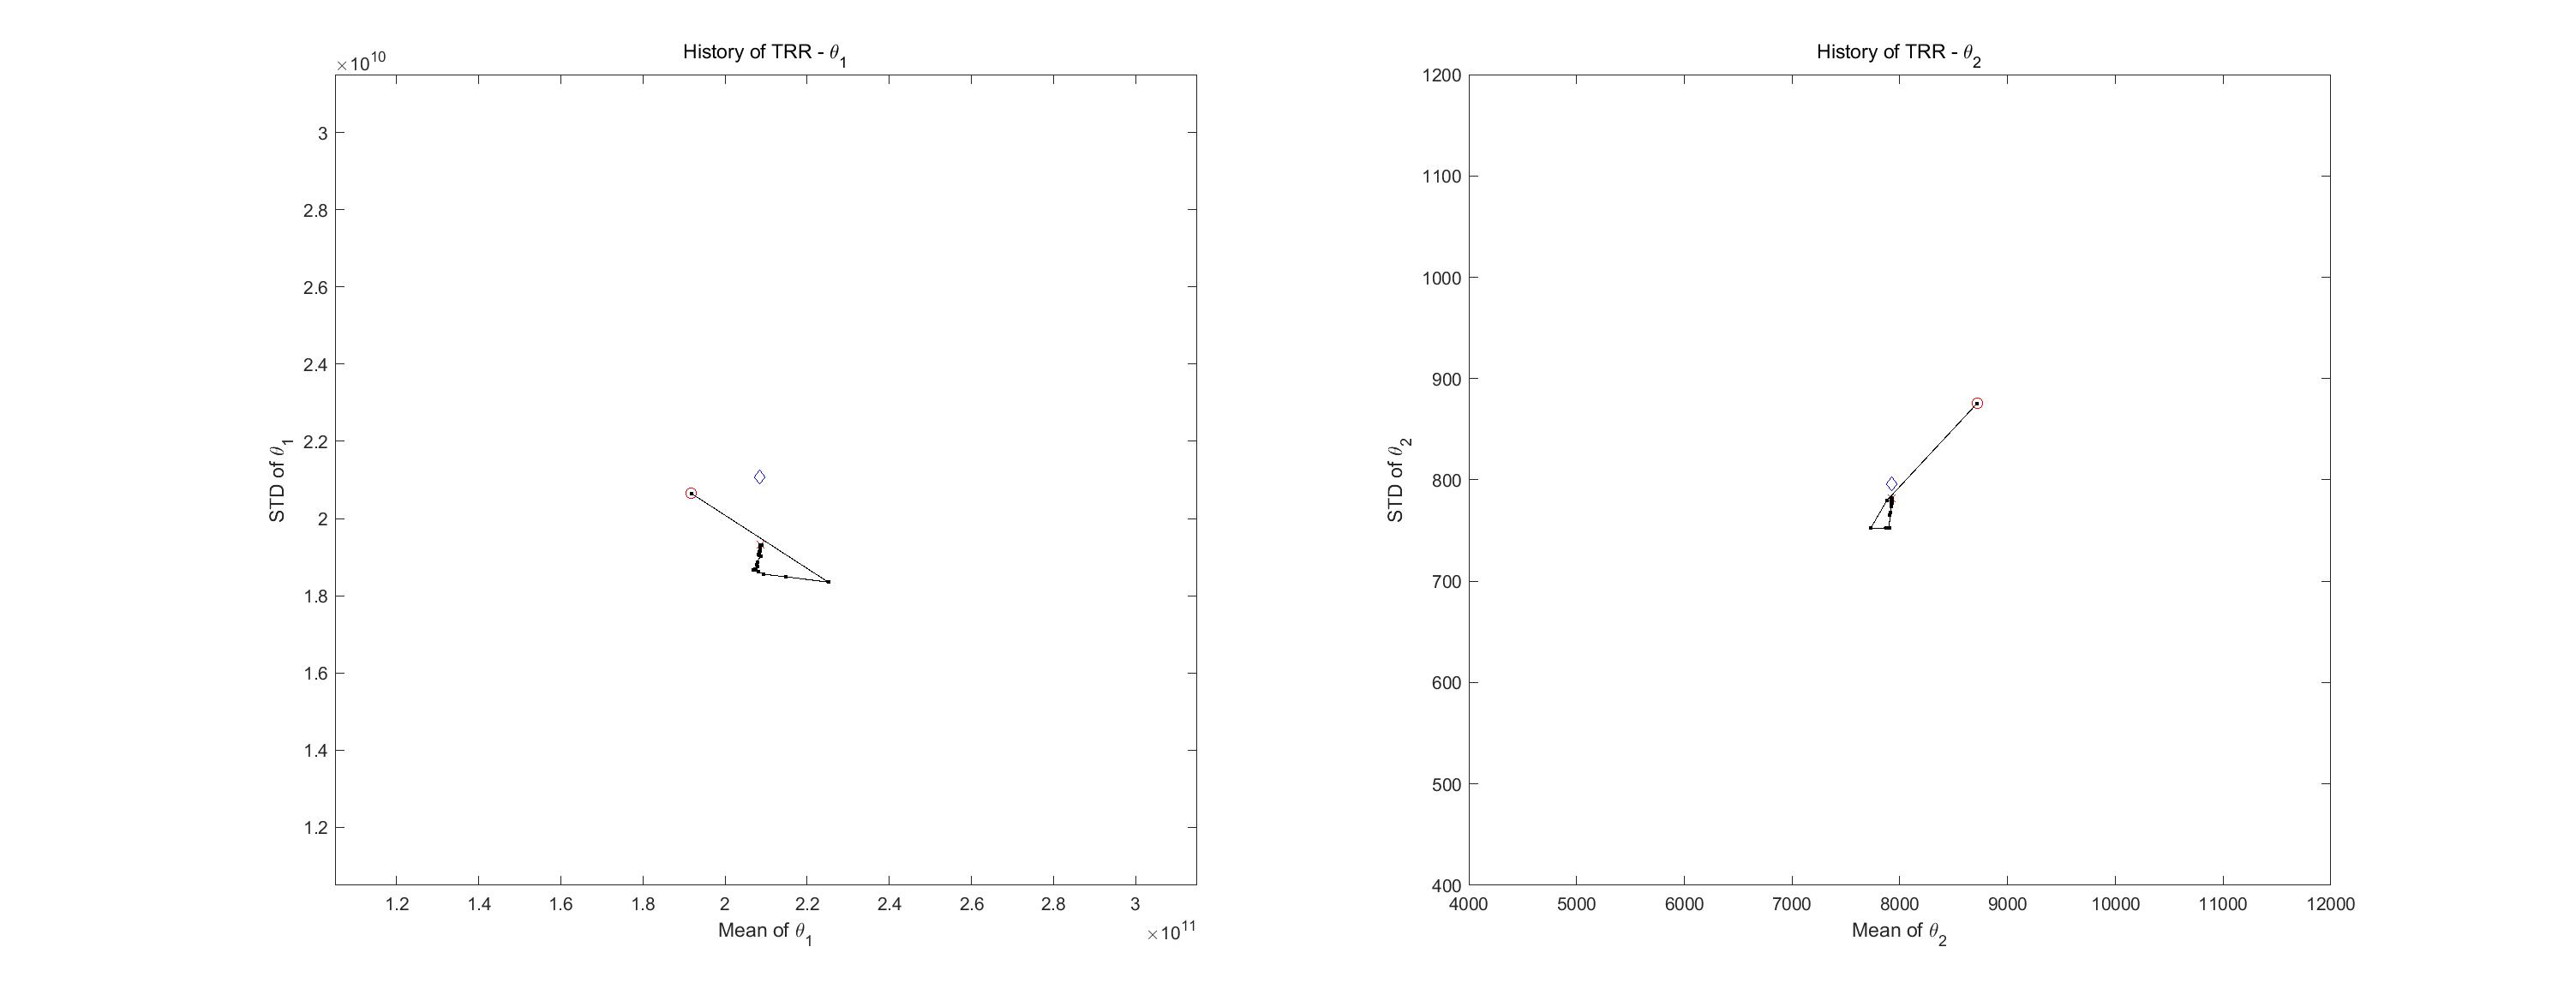 History of TRR - θ1
×10^10
3
2.8
2.6
2.4
2.2
2
1.8
1.6
1.4
1.2
STD of θ1
1.2 1.4 1.6 1.8 2 2.2 2.4 2.6 2.8 3
Mean of θ1
×10^11
History of TRR - θ2
1200
1100
1000
900
800
700
600
500
400
STD of θ2
4000 5000 6000 7000 8000 9000 10000 11000 12000
Mean of θ2